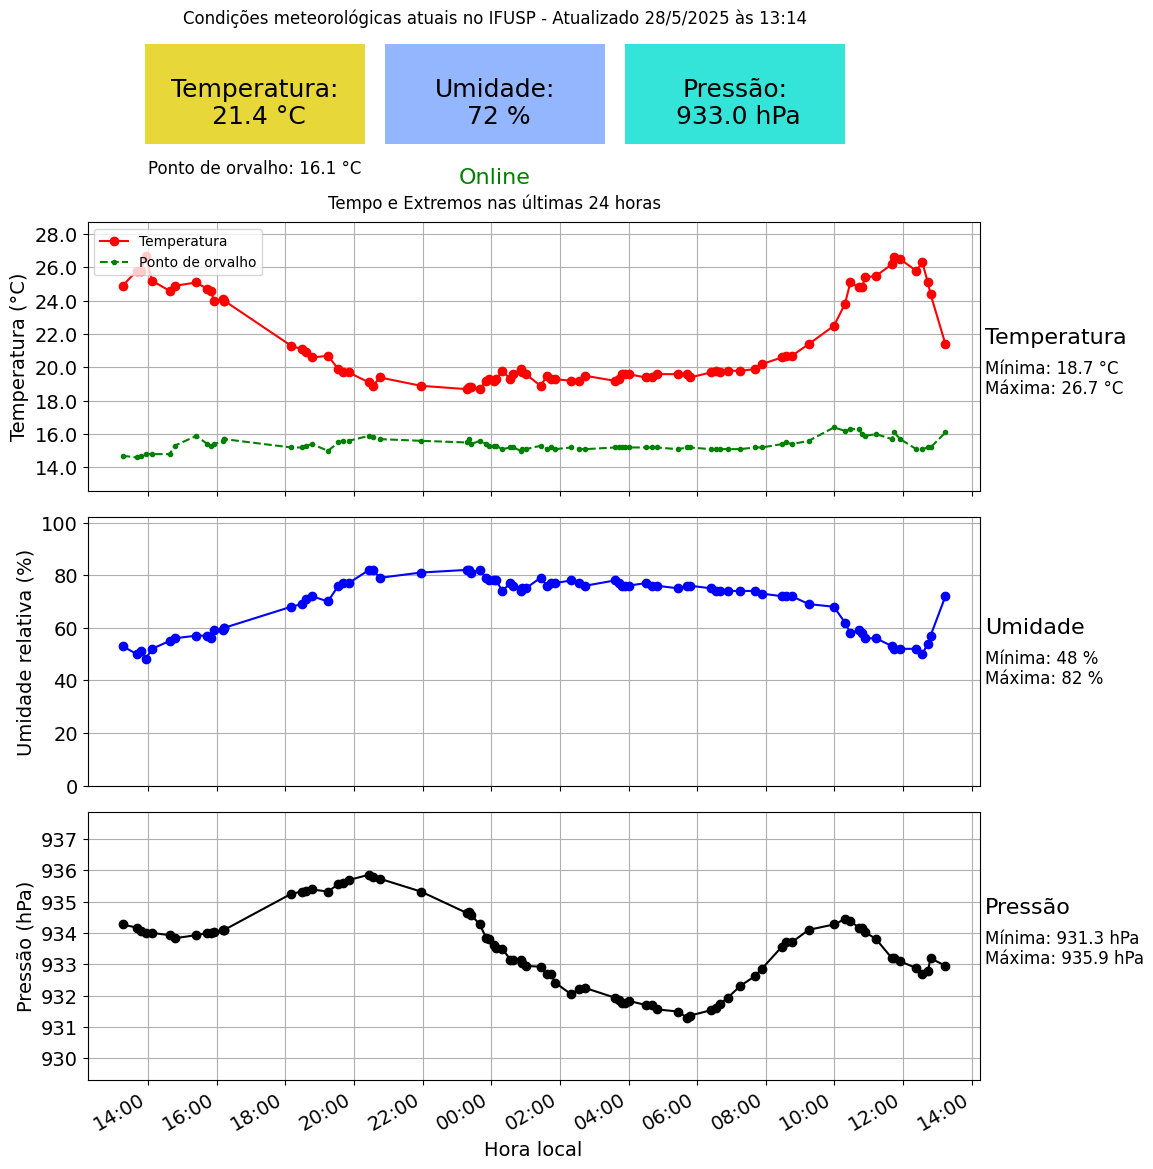 Condições meteorológicas atuais no IFUSP - Atualizado 28/5/2025 às 13:14
Temperatura:
21.4 °C
Umidade:
72 %
Pressão:
933.0 hPa
Ponto de orvalho: 16.1 °C
Online
Tempo e Extremos nas últimas 24 horas
Temperatura (°C)
28.0
26.0
24.0
22.0
20.0
18.0
16.0
14.0
Temperatura
Ponto de orvalho
Temperatura
Mínima: 18.7 °C
Máxima: 26.7 °C
Umidade relativa (%)
100
80
60
40
20
0
Umidade
Mínima: 48 %
Máxima: 82 %
Pressão (hPa)
937
936
935
934
933
932
931
930
Pressão
Mínima: 931.3 hPa
Máxima: 935.9 hPa
14:00 16:00 18:00 20:00 22:00 00:00 02:00 04:00 06:00 08:00 10:00 12:00 14:00
Hora local